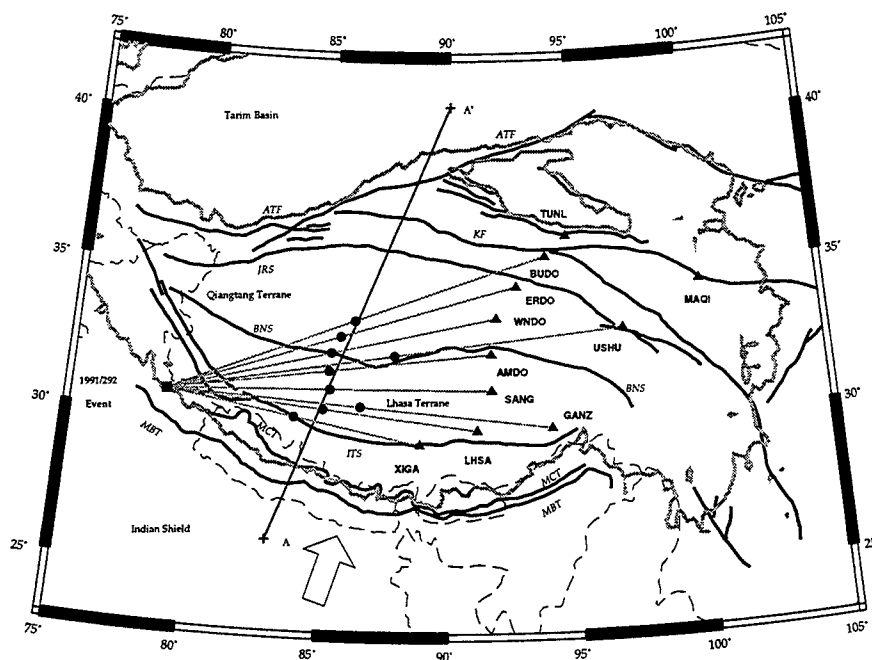 75°
80°
85°
90°
95°
100°
105°
40°
40°
A'
Tarim Basin
ATF
ATF
TUNL
KF
35°
35°
JRS
BUDO
MAQI
Qiangtang Terrane
ERDO
BNS
WNDO
USHU
AMDO
1991/292
Event
30°
30°
Lhasa Terrane
SANG
BNS
MBT
MCT
GANZ
ITS
XIGA
LHSA
MCT
MBT
Indian Shield
A
25°
25°
75°
80°
85°
90°
95°
100°
105°